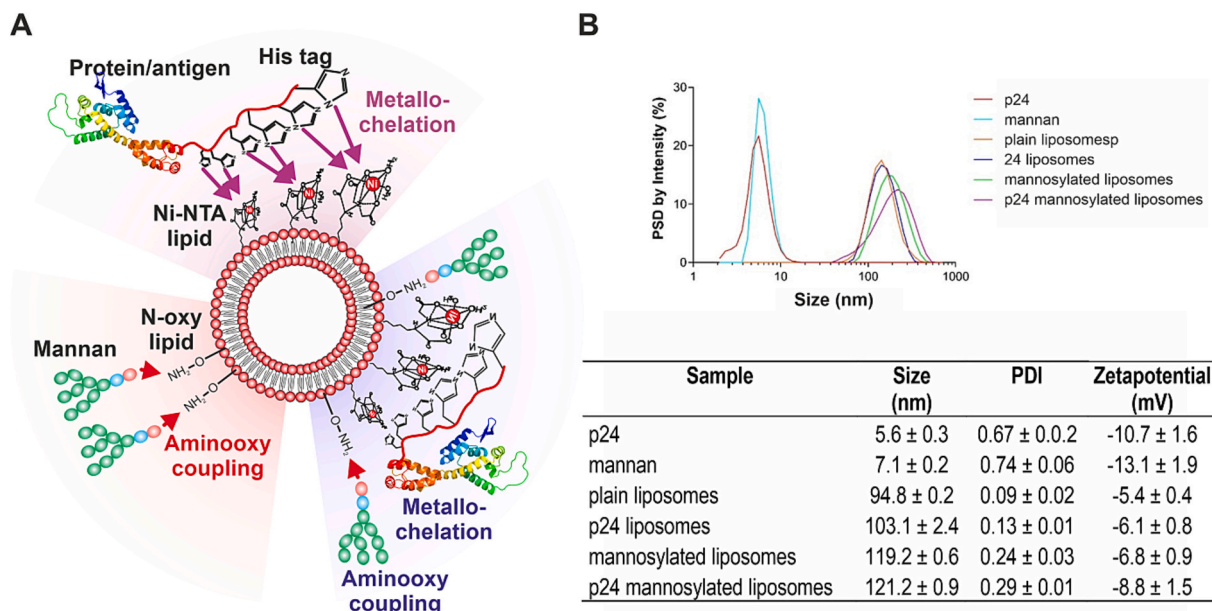 A
Protein/antigen
His tag
Metallo-
chelation
Ni-NTA
lipid
N-oxy
lipid
Mannan
Aminooxy
coupling
Metallo-
chelation
Aminooxy
coupling
B
PSD by Intensity (%)
30
20
10
0
1 10 100 1000
Size (nm)
p24
mannan
plain liposomesp
24 liposomes
mannosylated liposomes
p24 mannosylated liposomes
Sample Size PDI Zetapotential
(nm) (mV)
p24 5.6 ± 0.3 0.67 ± 0.0.2 -10.7 ± 1.6
mannan 7.1 ± 0.2 0.74 ± 0.06 -13.1 ± 1.9
plain liposomes 94.8 ± 0.2 0.09 ± 0.02 -5.4 ± 0.4
p24 liposomes 103.1 ± 2.4 0.13 ± 0.01 -6.1 ± 0.8
mannosylated liposomes 119.2 ± 0.6 0.24 ± 0.03 -6.8 ± 0.9
p24 mannosylated liposomes 121.2 ± 0.9 0.29 ± 0.01 -8.8 ± 1.5